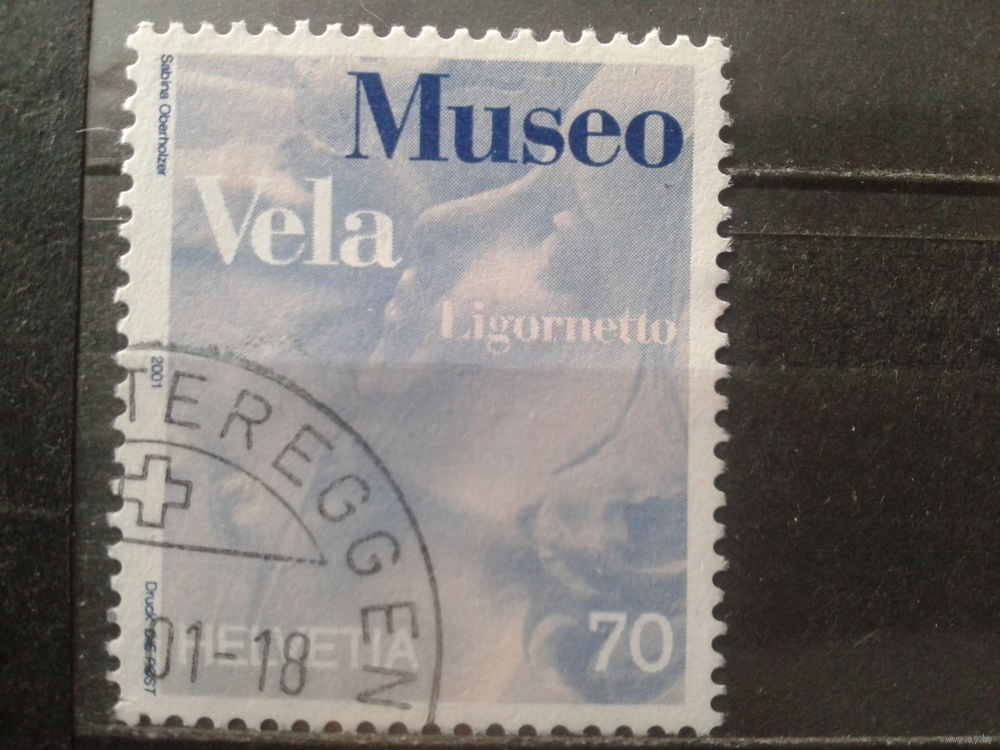 Museo
Vela
Ligornetto
HELVETIA
70
Sabina Oberholzer
2001
Druck DIE POST
TEREGGEN
01-18